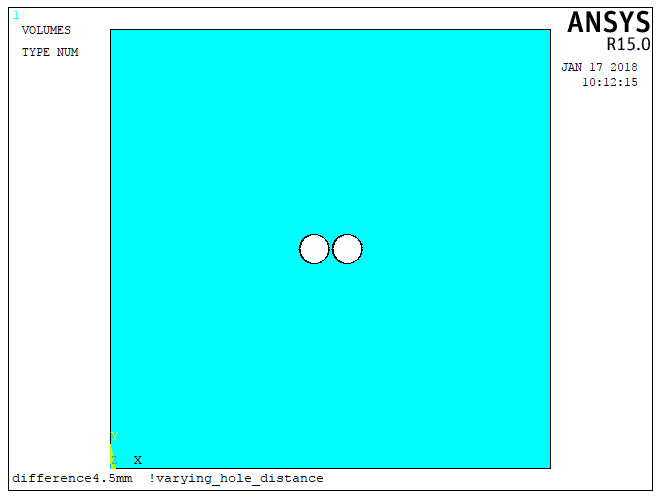 1
VOLUMES
TYPE NUM
ANSYS
R15.0
JAN 17 2018
10:12:15
Y
Z X
difference4.5mm !varying_hole_distance